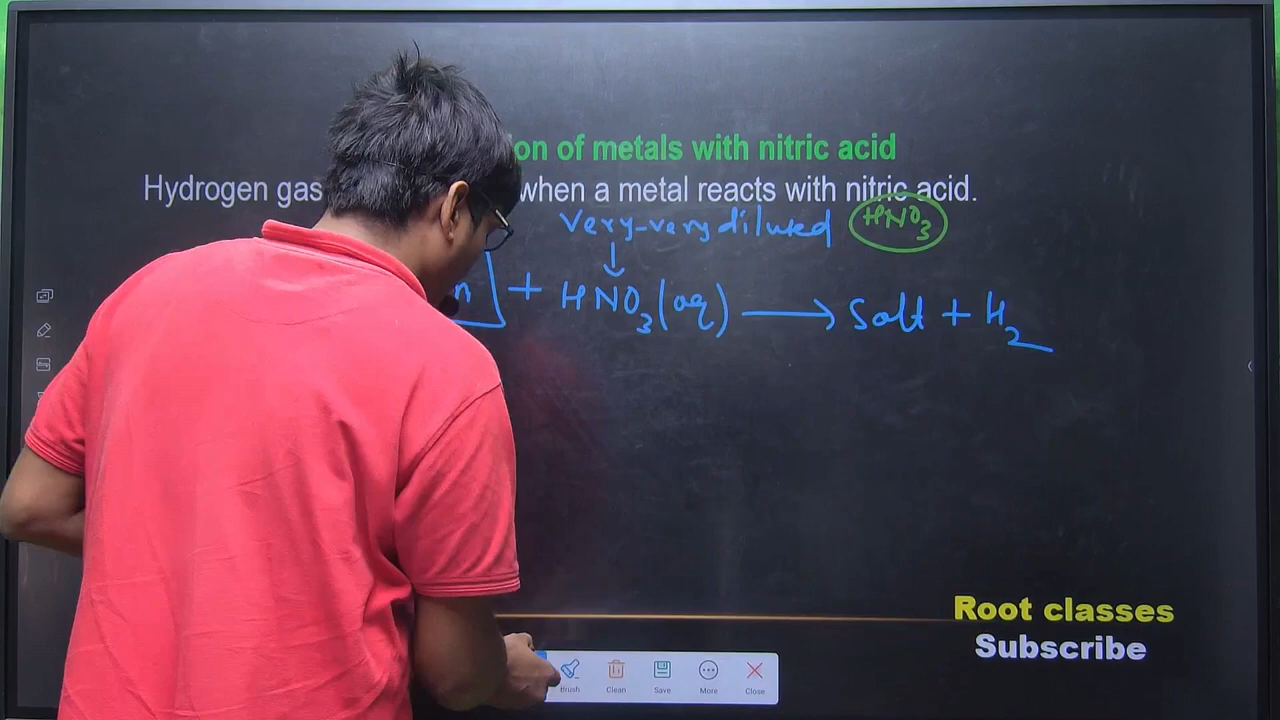 on of metals with nitric acid
Hydrogen gas when a metal reacts with nitric acid.
Very-very diluted HNO3
↓
n + HNO3(aq) ⟶ Salt + H2
Root classes
Subscribe
Brush Clean Save More Close